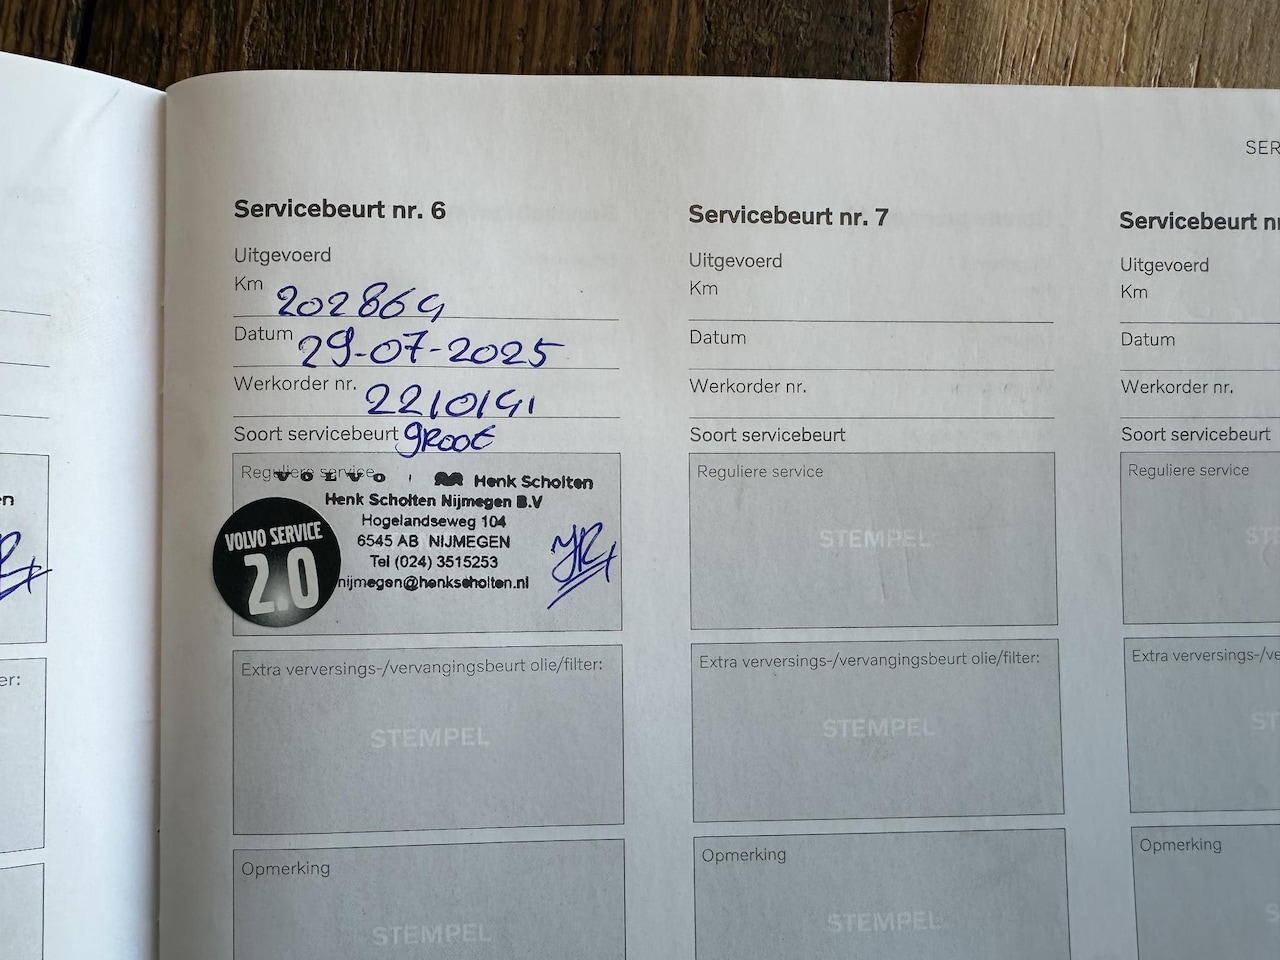 SER
Servicebeurt nr. 6
Uitgevoerd
Km 202864
Datum 29-07-2025
Werkorder nr. 2210141
Soort servicebeurt GROOT
Reguliere service
VOLVO Henk Scholten
Henk Scholten Nijmegen B.V
Hogelandseweg 104
6545 AB NIJMEGEN
Tel (024) 3515253
nijmegen@henkscholten.nl
VOLVO SERVICE
2.0
Extra verversings-/vervangingsbeurt olie/filter:
STEMPEL
Opmerking
STEMPEL
Servicebeurt nr. 7
Uitgevoerd
Km
Datum
Werkorder nr.
Soort servicebeurt
Reguliere service
STEMPEL
Extra verversings-/vervangingsbeurt olie/filter:
STEMPEL
Opmerking
STEMPEL
Servicebeurt nr
Uitgevoerd
Km
Datum
Werkorder nr.
Soort servicebeurt
Reguliere service
ST
Extra verversings-/ve
ST
Opmerking
S